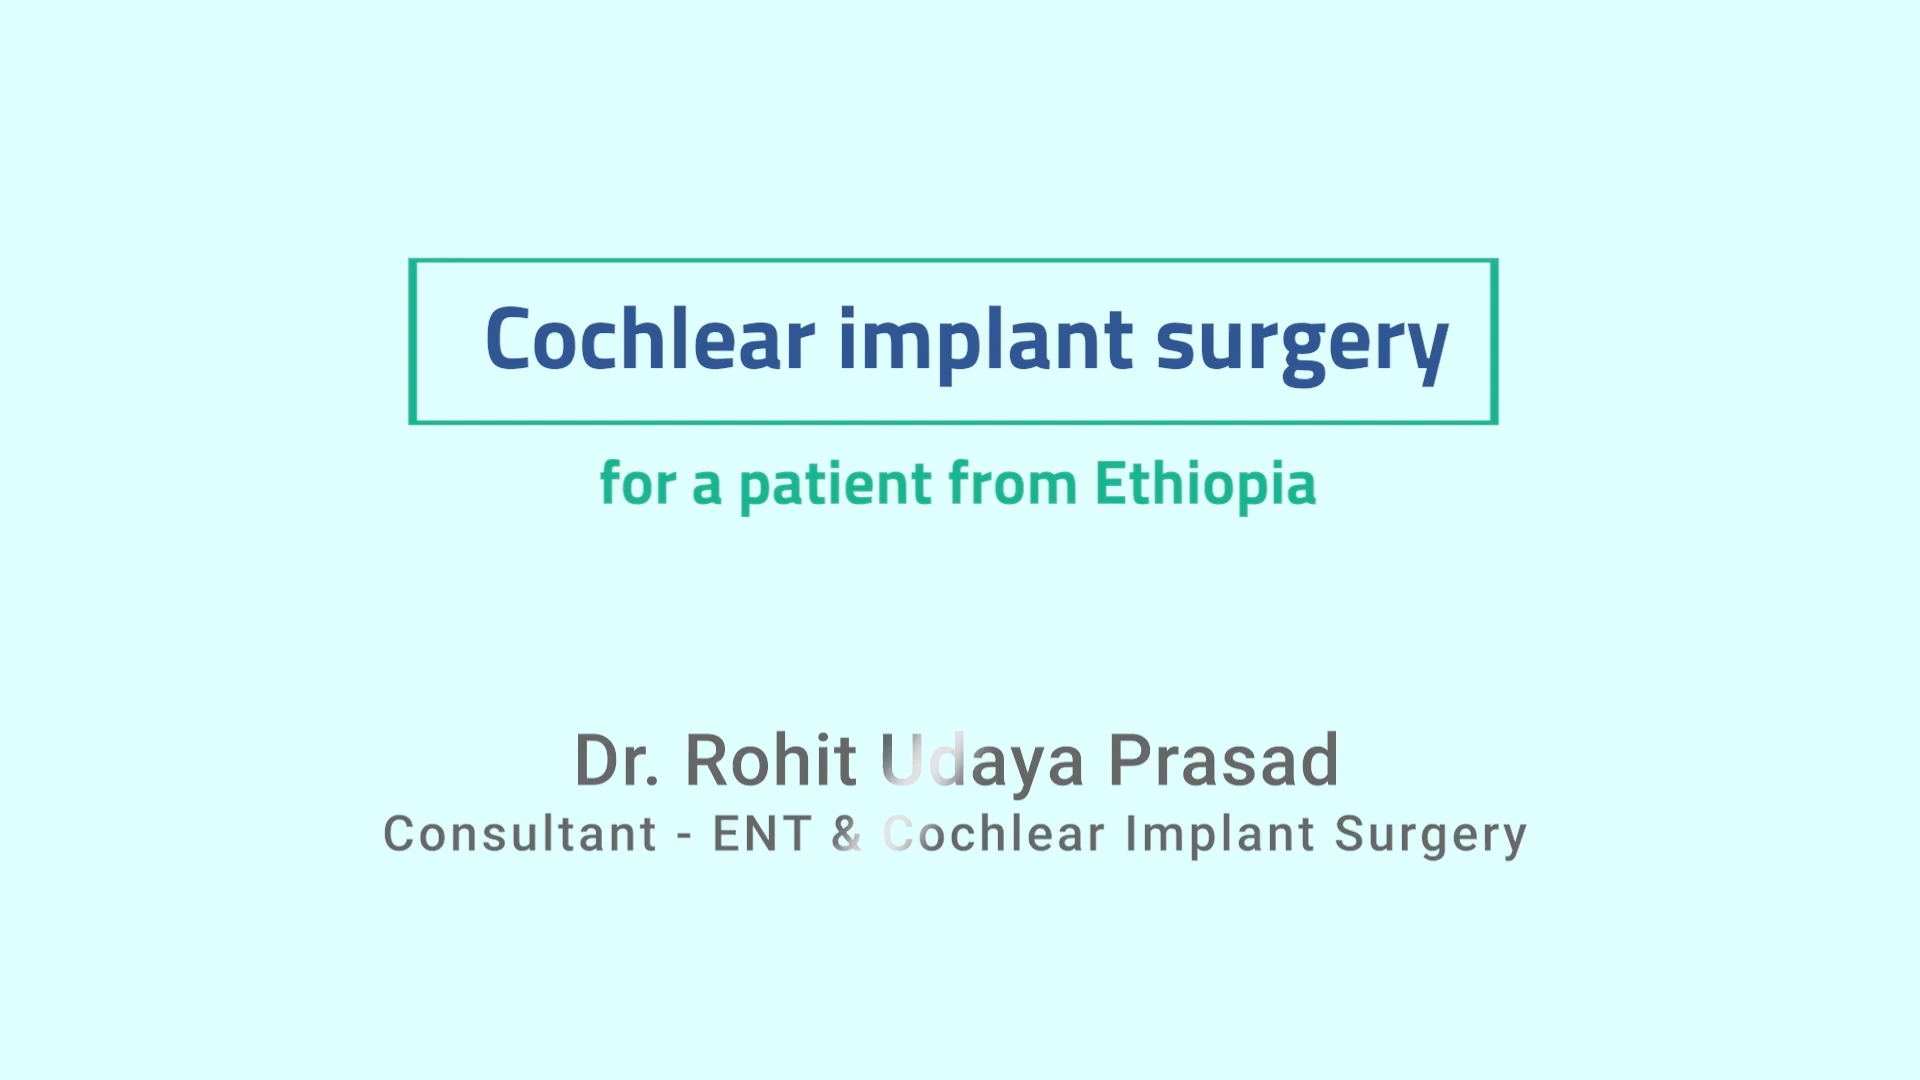 Cochlear implant surgery
for a patient from Ethiopia
Dr. Rohit Udaya Prasad
Consultant - ENT & Cochlear Implant Surgery